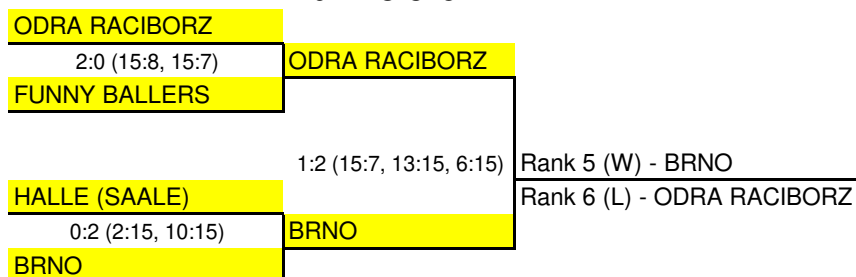 ODRA RACIBORZ
2:0 (15:8, 15:7)
ODRA RACIBORZ
FUNNY BALLERS
1:2 (15:7, 13:15, 6:15)
Rank 5 (W) - BRNO
HALLE (SAALE)
Rank 6 (L) - ODRA RACIBORZ
0:2 (2:15, 10:15)
BRNO
BRNO